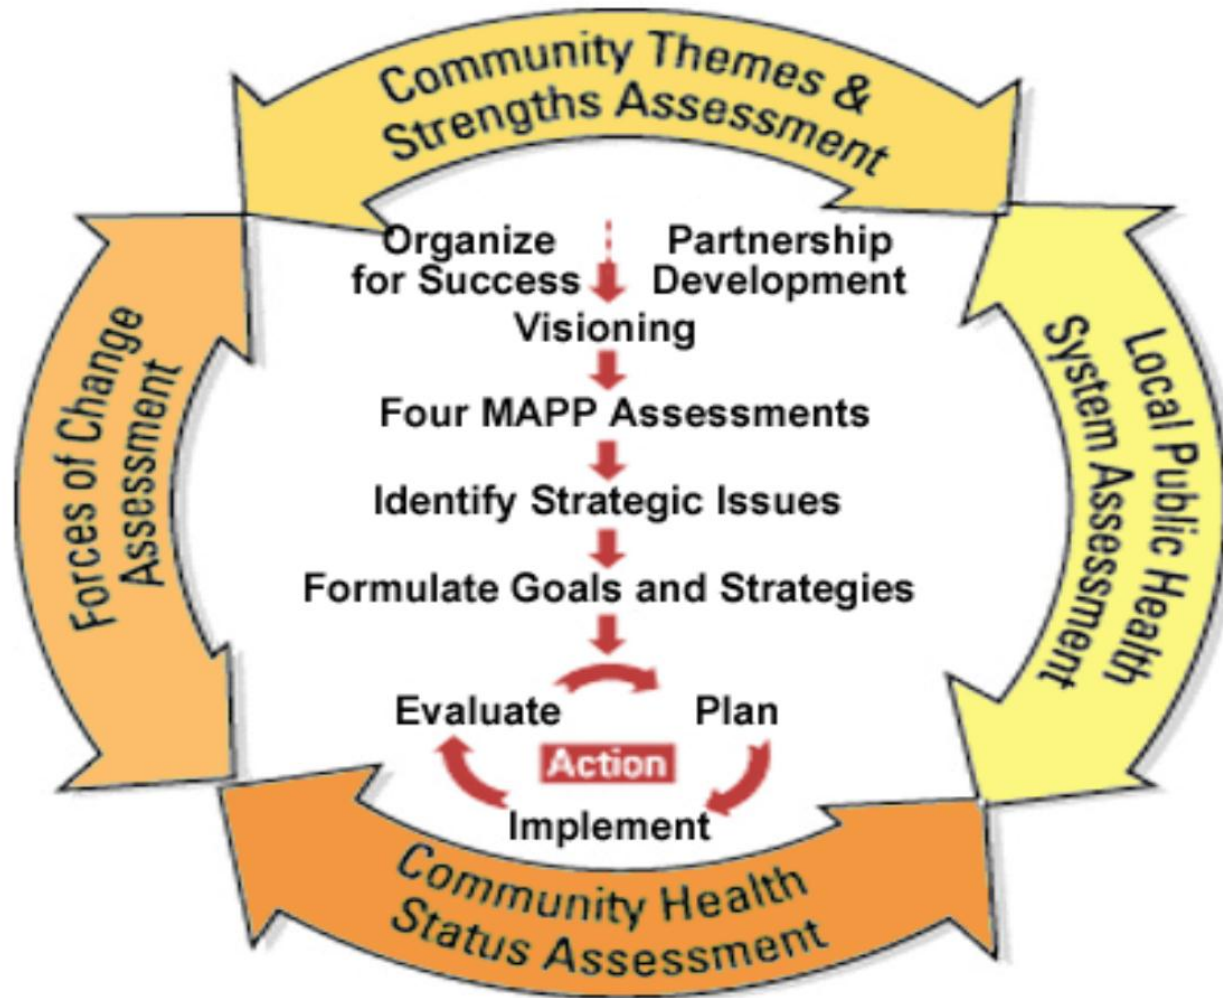 Community Themes &
Strengths Assessment
Organize
for Success
Partnership
Development
Visioning
Four MAPP Assessments
Identify Strategic Issues
Formulate Goals and Strategies
Evaluate
Plan
Action
Implement
Forces of Change
Assessment
Local Public Health
System Assessment
Community Health
Status Assessment